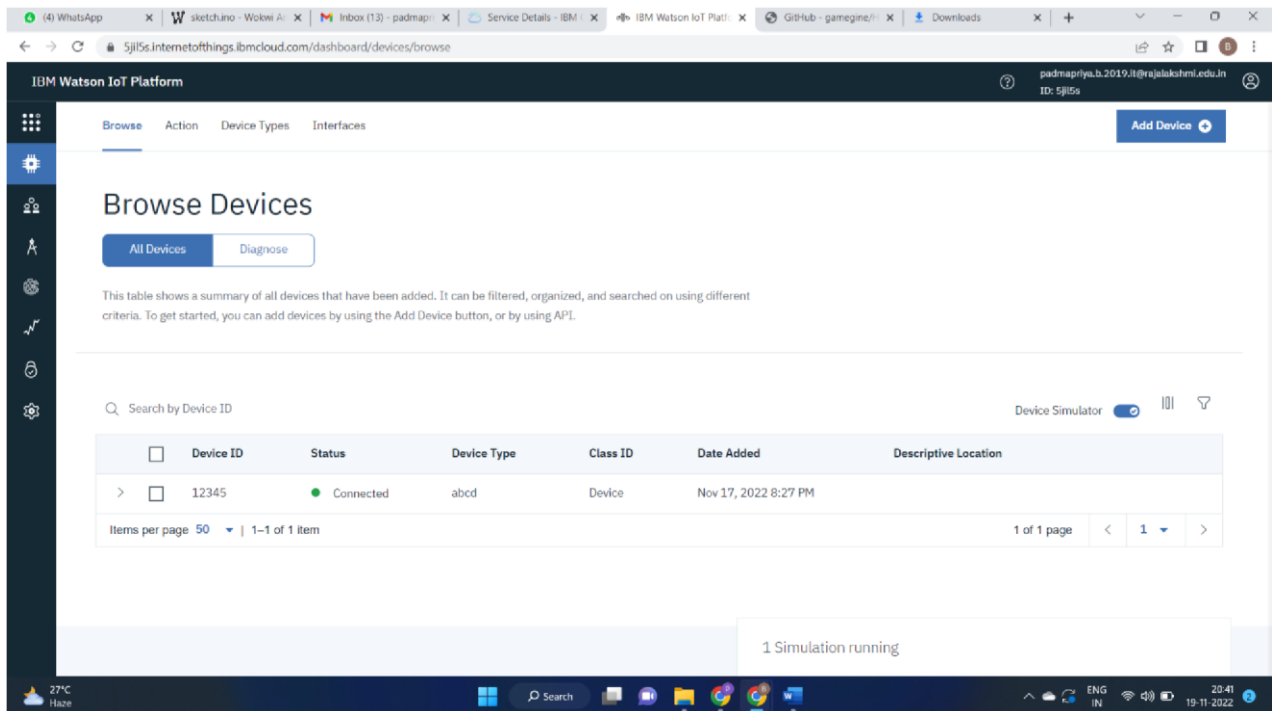 (4) WhatsApp
sketch.ino - Wokwi Ar
Inbox (13) - padmapri
Service Details - IBM C
IBM Watson IoT Platf
GitHub - gamegine/H
Downloads
5jil5s.internetofthings.ibmcloud.com/dashboard/devices/browse
B
IBM Watson IoT Platform
padmapriya.b.2019.it@rajalakshmi.edu.in
ID: 5jil5s
Browse Action Device Types Interfaces
Add Device
Browse Devices
All Devices Diagnose
This table shows a summary of all devices that have been added. It can be filtered, organized, and searched on using different
criteria. To get started, you can add devices by using the Add Device button, or by using API.
Search by Device ID
Device Simulator
Device ID Status Device Type Class ID Date Added Descriptive Location
12345 Connected abcd Device Nov 17, 2022 8:27 PM
Items per page 50 | 1–1 of 1 item
1 of 1 page 1
1 Simulation running
27°C
Haze
Search
ENG
IN
20:41
19-11-2022
2